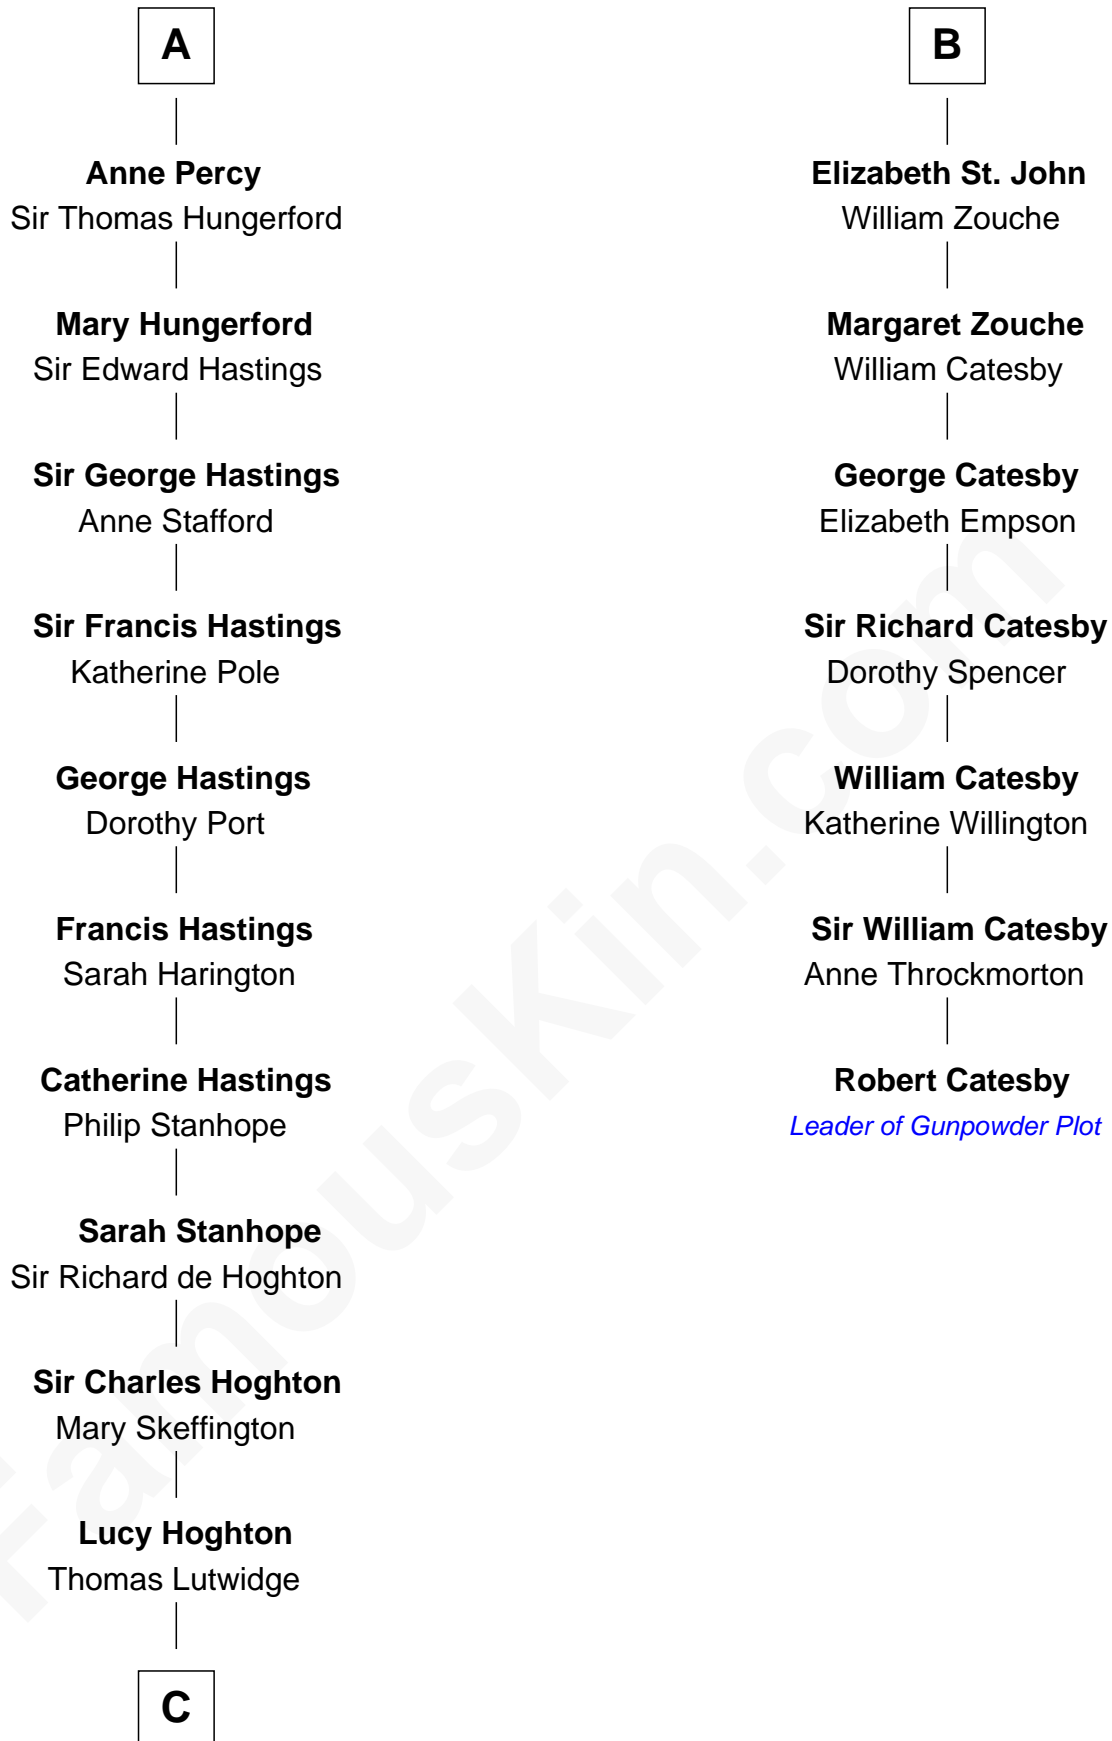 A
Anne Percy
Sir Thomas Hungerford
Mary Hungerford
Sir Edward Hastings
Sir George Hastings
Anne Stafford
Sir Francis Hastings
Katherine Pole
George Hastings
Dorothy Port
Francis Hastings
Sarah Harington
Catherine Hastings
Philip Stanhope
Sarah Stanhope
Sir Richard de Hoghton
Sir Charles Hoghton
Mary Skeffington
Lucy Hoghton
Thomas Lutwidge
C
B
Elizabeth St. John
William Zouche
Margaret Zouche
William Catesby
George Catesby
Elizabeth Empson
Sir Richard Catesby
Dorothy Spencer
William Catesby
Katherine Willington
Sir William Catesby
Anne Throckmorton
Robert Catesby
Leader of Gunpowder Plot
FamousKin.com